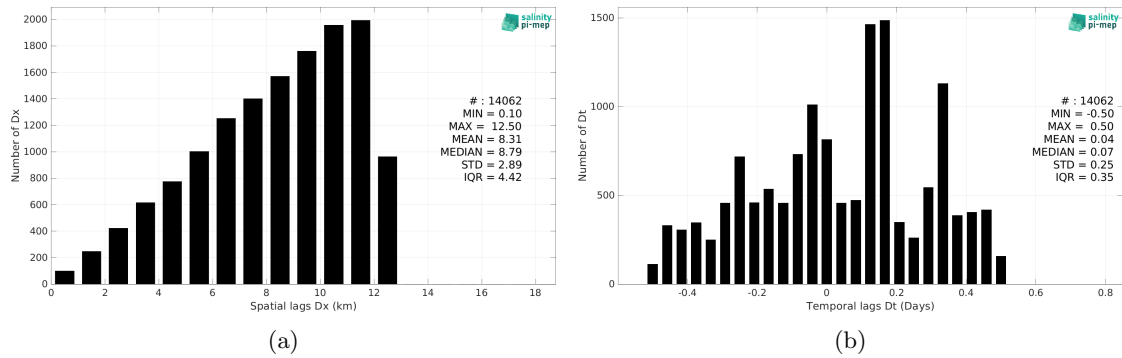 salinity
pi-mep
2000
1800
1600
1400
1200
1000
800
600
400
200
0
Number of Dx
# : 14062
MIN = 0.10
MAX = 12.50
MEAN = 8.31
MEDIAN = 8.79
STD = 2.89
IQR = 4.42
0 2 4 6 8 10 12 14 16 18
Spatial lags Dx (km)
(a)
salinity
pi-mep
1500
1000
500
0
Number of Dt
# : 14062
MIN = -0.50
MAX = 0.50
MEAN = 0.04
MEDIAN = 0.07
STD = 0.25
IQR = 0.35
-0.4 -0.2 0 0.2 0.4 0.6 0.8
Temporal lags Dt (Days)
(b)